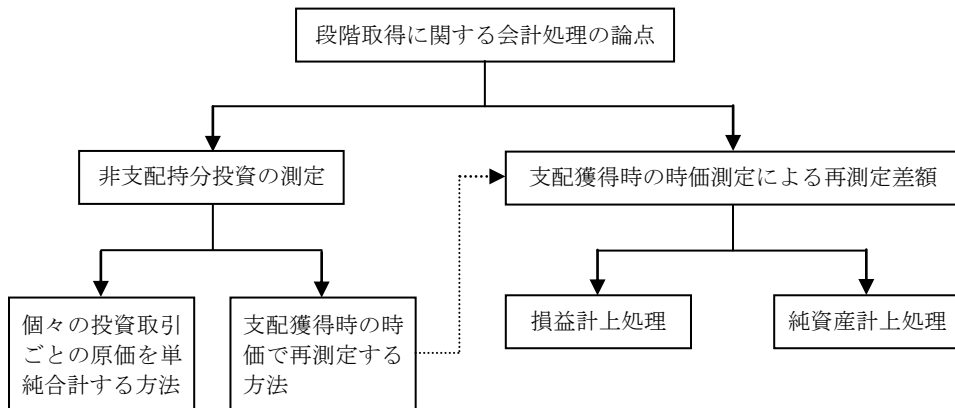 段階取得に関する会計処理の論点
非支配持分投資の測定
支配獲得時の時価測定による再測定差額
個々の投資取引
ごとの原価を単
純合計する方法
支配獲得時の時
価で再測定する
方法
損益計上処理
純資産計上処理